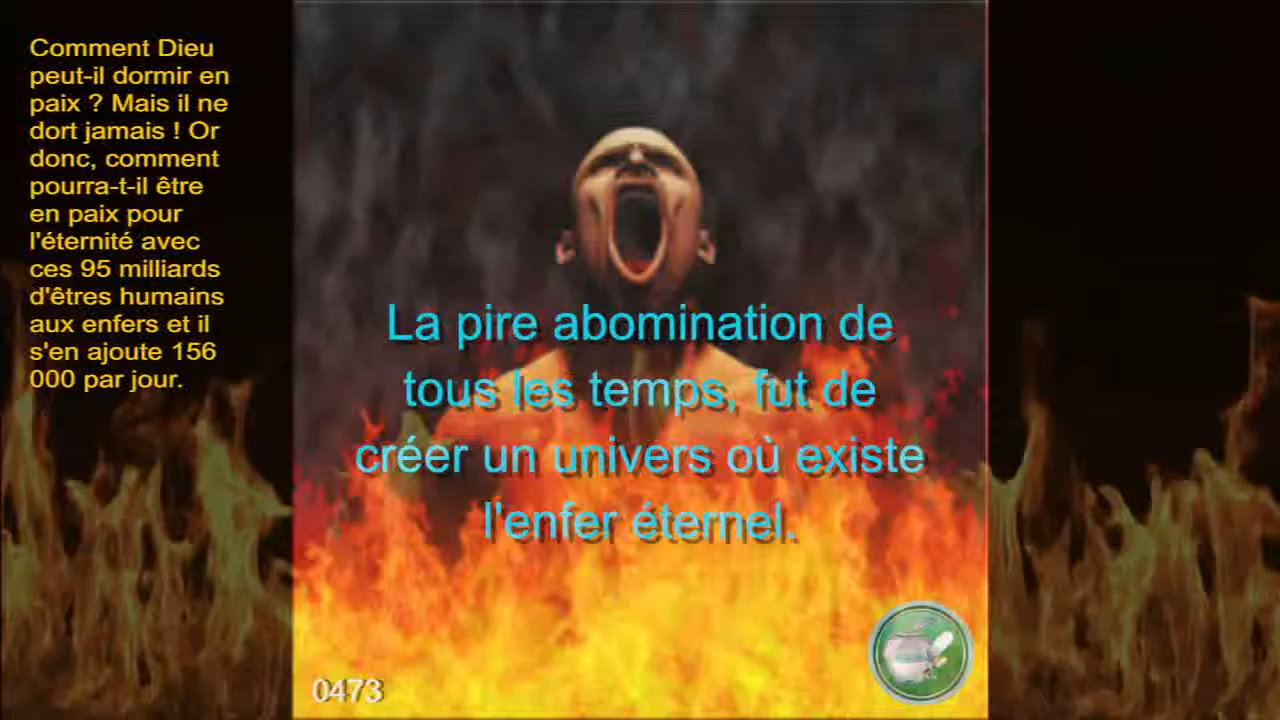 Comment Dieu
peut-il dormir en
paix ? Mais il ne
dort jamais ! Or
donc, comment
pourra-t-il être
en paix pour
l'éternité avec
ces 95 milliards
d'êtres humains
aux enfers et il
s'en ajoute 156
000 par jour.
La pire abomination de
tous les temps, fut de
créer un univers où existe
l'enfer éternel.
0473